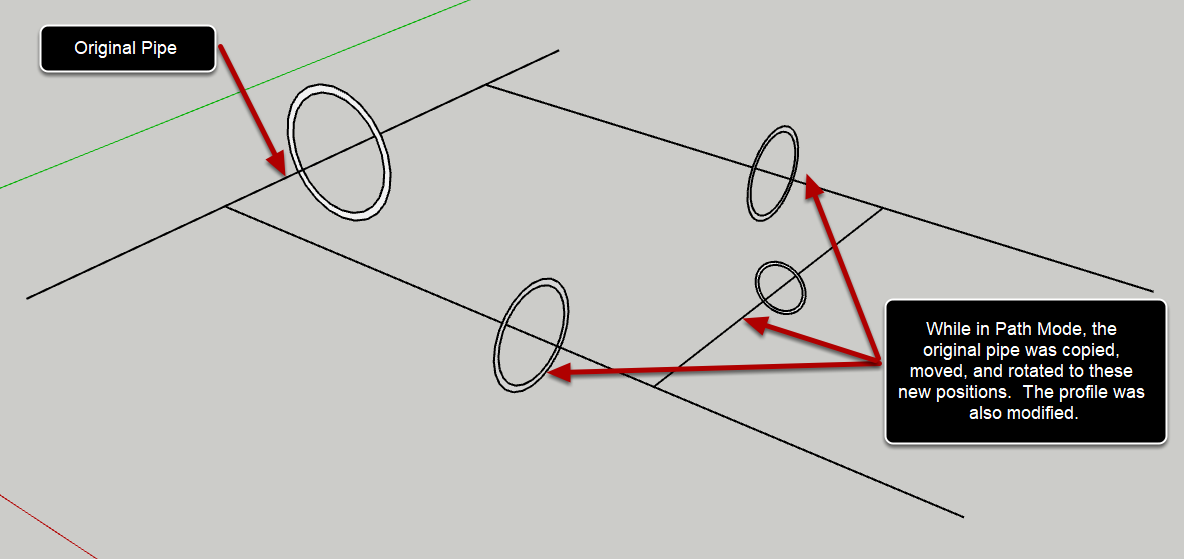 Original Pipe
While in Path Mode, the
original pipe was copied,
moved, and rotated to these
new positions.  The profile was
also modified.